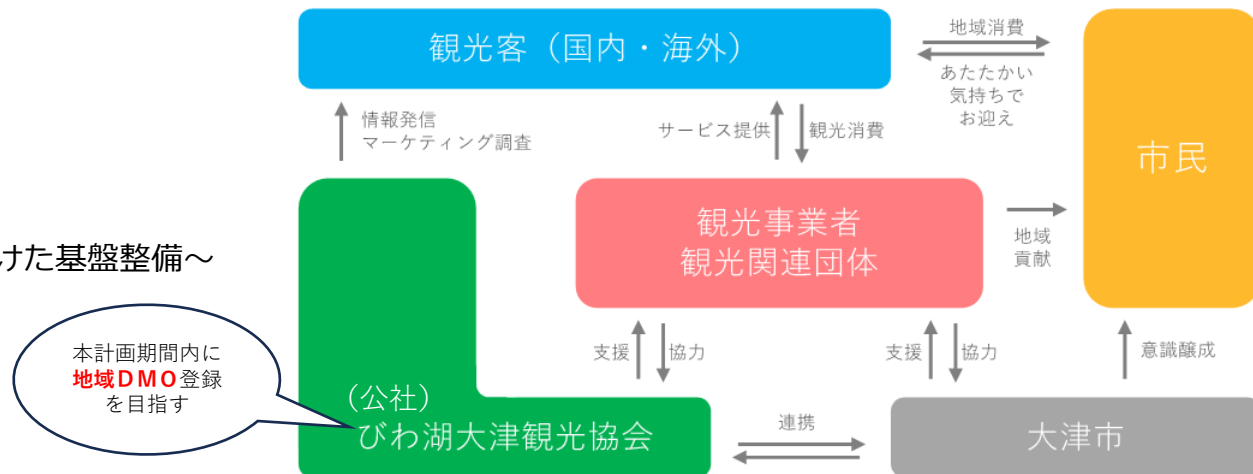 観光客（国内・海外）
地域消費
あたたかい
気持ちで
お迎え
市民
情報発信
マーケティング調査
サービス提供
観光消費
観光事業者
観光関連団体
地域
貢献
けた基盤整備～
本計画期間内に
地域ＤＭＯ登録
を目指す
支援
協力
支援
協力
意識醸成
（公社）
びわ湖大津観光協会
連携
大津市